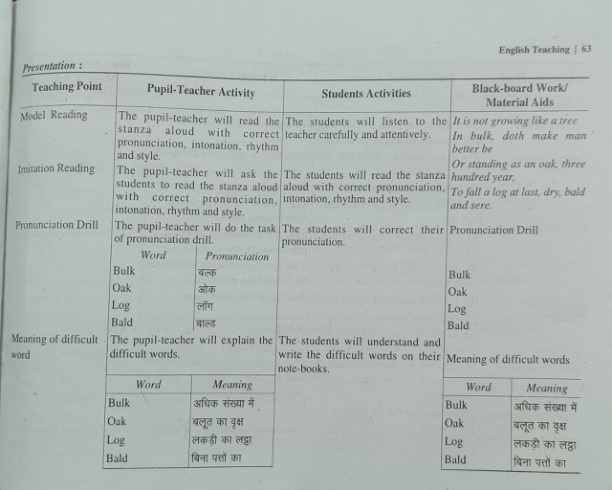 English Teaching | 63
Presentation :
Teaching Point
Pupil-Teacher Activity
Students Activities
Black-board Work/
Material Aids
Model Reading
The pupil-teacher will read the
stanza aloud with correct
pronunciation, intonation, rhythm
and style.
The students will listen to the
teacher carefully and attentively.
It is not growing like a tree
In bulk, doth make man
better be
Or standing as an oak, three
hundred year,
To fall a log at last, dry, bald
and sere.
Imitation Reading
The pupil-teacher will ask the
students to read the stanza aloud
with correct pronunciation,
intonation, rhythm and style.
The students will read the stanza
aloud with correct pronunciation,
intonation, rhythm and style.
Pronunciation Drill
The pupil-teacher will do the task
of pronunciation drill.
Word Pronunciation
Bulk बल्क
Oak ओक
Log लॉग
Bald बाल्ड
The students will correct their
pronunciation.
Pronunciation Drill
Bulk
Oak
Log
Bald
Meaning of difficult
word
The pupil-teacher will explain the
difficult words.
Word Meaning
Bulk अधिक संख्या में
Oak बलूत का वृक्ष
Log लकड़ी का लट्ठा
Bald बिना पत्तों का
The students will understand and
write the difficult words on their
note-books.
Meaning of difficult words
Word Meaning
Bulk अधिक संख्या में
Oak बलूत का वृक्ष
Log लकड़ी का लट्ठा
Bald बिना पत्तों का